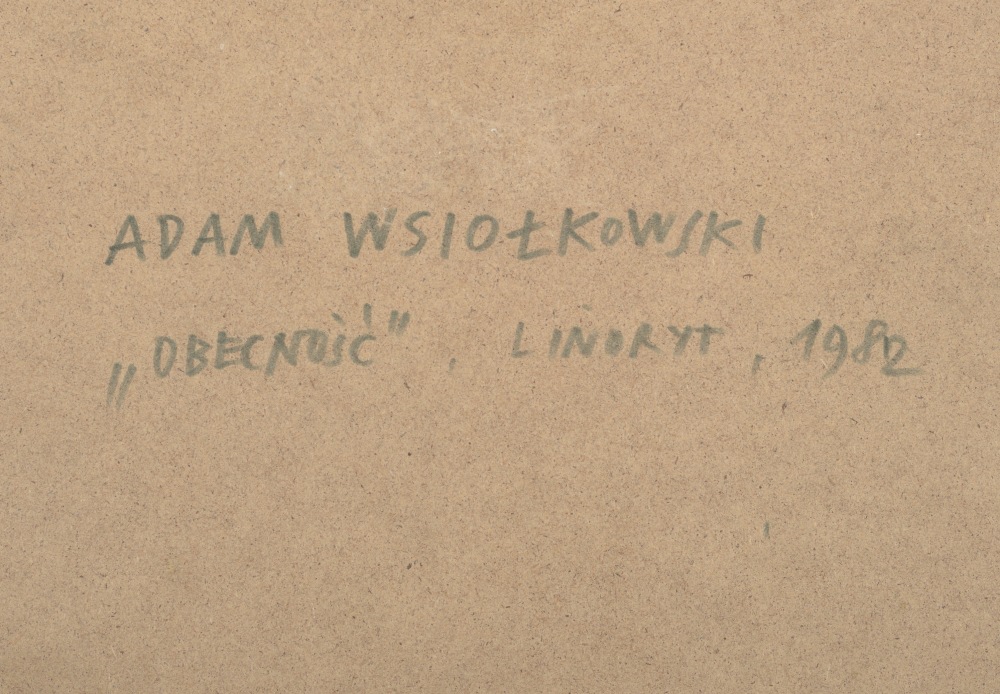 ADAM WSIOŁKOWSKI
„OBECNOŚĆ", LINORYT, 1982